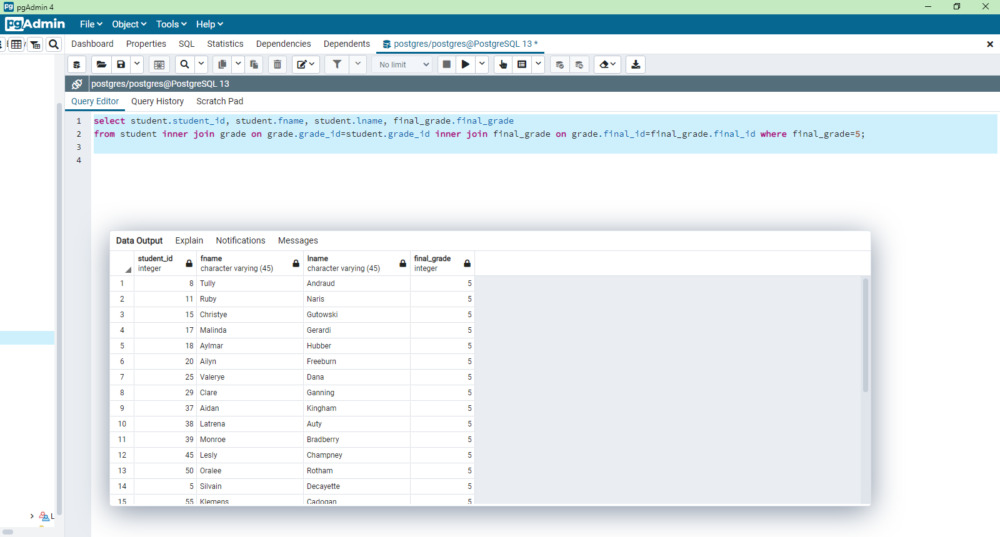 pgAdmin 4
pgAdmin File Object Tools Help
Dashboard Properties SQL Statistics Dependencies Dependents postgres/postgres@PostgreSQL 13 *
No limit
postgres/postgres@PostgreSQL 13
Query Editor Query History Scratch Pad
1 select student.student_id, student.fname, student.lname, final_grade.final_grade
2 from student inner join grade on grade.grade_id=student.grade_id inner join final_grade on grade.final_id=final_grade.final_id where final_grade=5;
3
4
Data Output Explain Notifications Messages
student_id fname lname final_grade
integer character varying (45) character varying (45) integer
1 8 Tully Andraud 5
2 11 Ruby Naris 5
3 15 Christye Gutowski 5
4 17 Malinda Gerardi 5
5 18 Aylmar Hubber 5
6 20 Ailyn Freeburn 5
7 25 Valerye Dana 5
8 29 Clare Ganning 5
9 37 Aidan Kingham 5
10 38 Latrena Auty 5
11 39 Monroe Bradberry 5
12 45 Lesly Champney 5
13 50 Oralee Rotham 5
14 5 Silvain Decayette 5
15 55 Klemens Cadogan 5
L